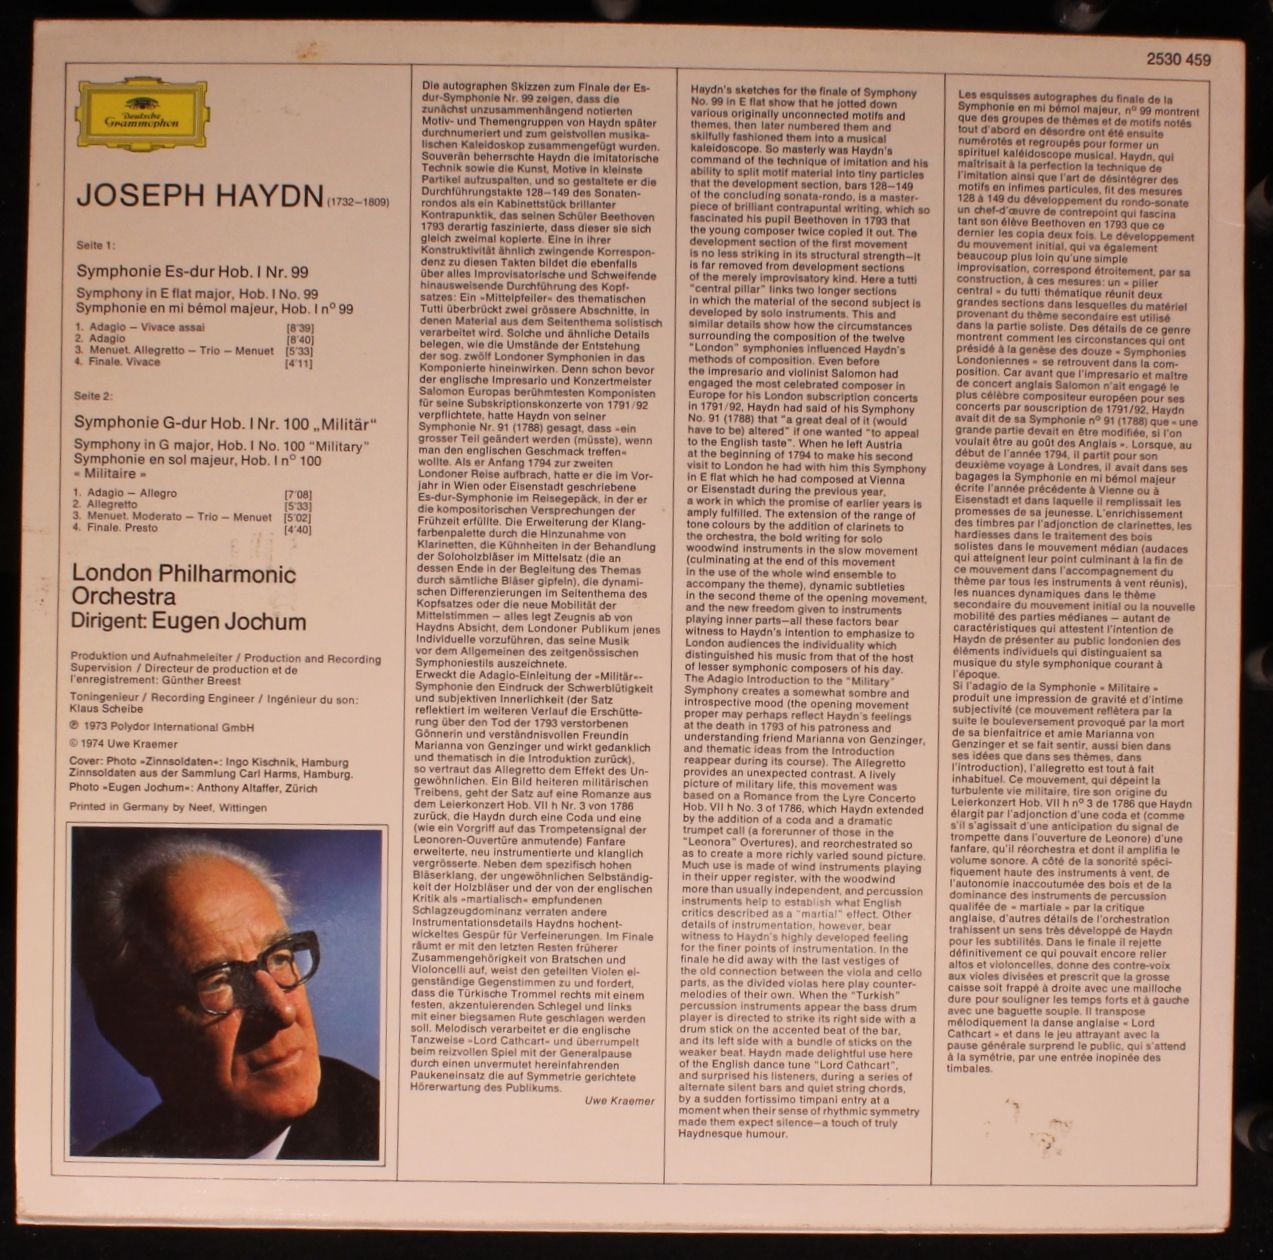 2530 459
Deutsche
Grammophon
JOSEPH HAYDN (1732–1809)
Seite 1:
Symphonie Es-dur Hob. I Nr. 99
Symphony in E flat major, Hob. I No. 99
Symphonie en mi bémol majeur, Hob. I nº 99
1. Adagio – Vivace assai [8'39]
2. Adagio [8'40]
3. Menuet. Allegretto – Trio – Menuet [5'33]
4. Finale. Vivace [4'11]
Seite 2:
Symphonie G-dur Hob. I Nr. 100 „Militär“
Symphony in G major, Hob. I No. 100 “Military”
Symphonie en sol majeur, Hob. I nº 100
« Militaire »
1. Adagio – Allegro [7'08]
2. Allegretto [5'33]
3. Menuet. Moderato – Trio – Menuet [5'02]
4. Finale. Presto [4'40]
London Philharmonic
Orchestra
Dirigent: Eugen Jochum
Produktion und Aufnahmeleiter / Production and Recording
Supervision / Directeur de production et de
l'enregistrement: Günther Breest
Toningenieur / Recording Engineer / Ingénieur du son:
Klaus Scheibe
℗ 1973 Polydor International GmbH
© 1974 Uwe Kraemer
Cover: Photo »Zinnsoldaten«: Ingo Kischnik, Hamburg
Zinnsoldaten aus der Sammlung Carl Harms, Hamburg.
Photo »Eugen Jochum«: Anthony Altaffer, Zürich
Printed in Germany by Neef, Wittingen
Die autographen Skizzen zum Finale der Es-
dur-Symphonie Nr. 99 zeigen, dass die
zunächst unzusammenhängend notierten
Motiv- und Themengruppen von Haydn später
durchnumeriert und zum geistvollen musika-
lischen Kaleidoskop zusammengefügt wurden.
Souverän beherrschte Haydn die imitatorische
Technik sowie die Kunst, Motive in kleinste
Partikel aufzuspalten, und so gestaltete er die
Durchführungstakte 128–149 des Sonaten-
rondos als ein Kabinettstück brillanter
Kontrapunktik, das seinen Schüler Beethoven
1793 derartig faszinierte, dass dieser sie sich
gleich zweimal kopierte. Eine in ihrer
Konstruktivität ähnlich zwingende Korrespon-
denz zu diesen Takten bildet die ebenfalls
über alles Improvisatorische und Schweifende
hinausweisende Durchführung des Kopf-
satzes: Ein »Mittelpfeiler« des thematischen
Tutti überbrückt zwei grössere Abschnitte, in
denen Material aus dem Seitenthema solistisch
verarbeitet wird. Solche und ähnliche Details
belegen, wie die Umstände der Entstehung
der sog. zwölf Londoner Symphonien in das
Komponierte hineinwirken. Denn schon bevor
der englische Impresario und Konzertmeister
Salomon Europas berühmtesten Komponisten
für seine Subskriptionskonzerte von 1791/92
verpflichtete, hatte Haydn von seiner
Symphonie Nr. 91 (1788) gesagt, dass »ein
grosser Teil geändert werden (müsste), wenn
man den englischen Geschmack treffen«
wollte. Als er Anfang 1794 zur zweiten
Londoner Reise aufbrach, hatte er die im Vor-
jahr in Wien oder Eisenstadt geschriebene
Es-dur-Symphonie im Reisegepäck, in der er
die kompositorischen Versprechungen der
Frühzeit erfüllte. Die Erweiterung der Klang-
farbenpalette durch die Hinzunahme von
Klarinetten, die Kühnheiten in der Behandlung
der Soloholzbläser im Mittelsatz (die an
dessen Ende in der Begleitung des Themas
durch sämtliche Bläser gipfeln), die dynami-
schen Differenzierungen im Seitenthema des
Kopfsatzes oder die neue Mobilität der
Mittelstimmen – alles legt Zeugnis ab von
Haydns Absicht, dem Londoner Publikum jenes
Individuelle vorzuführen, das seine Musik
vor dem Allgemeinen des zeitgenössischen
Symphoniestils auszeichnete.
Erweckt die Adagio-Einleitung der »Militär«-
Symphonie den Eindruck der Schwerblütigkeit
und subjektiven Innerlichkeit (der Satz
reflektiert im weiteren Verlauf die Erschütte-
rung über den Tod der 1793 verstorbenen
Gönnerin und verständnisvollen Freundin
Marianna von Genzinger und wirkt gedanklich
und thematisch in die Introduktion zurück),
so vertraut das Allegretto dem Effekt des Un-
gewöhnlichen. Ein Bild heiteren militärischen
Treibens, geht der Satz auf eine Romanze aus
dem Leierkonzert Hob. VII h Nr. 3 von 1786
zurück, die Haydn durch eine Coda und eine
(wie ein Vorgriff auf das Trompetensignal der
Leonoren-Ouvertüre anmutende) Fanfare
erweiterte, neu instrumentierte und klanglich
vergrösserte. Neben dem spezifisch hohen
Bläserklang, der ungewöhnlichen Selbständig-
keit der Holzbläser und der von der englischen
Kritik als »martialisch« empfundenen
Schlagzeugdominanz verraten andere
Instrumentationsdetails Haydns hochent-
wickeltes Gespür für Verfeinerungen. Im Finale
räumt er mit den letzten Resten früherer
Zusammengehörigkeit von Bratschen und
Violoncelli auf, weist den geteilten Violen ei-
genständige Gegenstimmen zu und fordert,
dass die Türkische Trommel rechts mit einem
festen, akzentuierenden Schlegel und links
mit einer biegsamen Rute geschlagen werden
soll. Melodisch verarbeitet er die englische
Tanzweise »Lord Cathcart« und überrumpelt
beim reizvollen Spiel mit der Generalpause
durch einen unvermutet hereinfahrenden
Paukeneinsatz die auf Symmetrie gerichtete
Hörerwartung des Publikums.
Uwe Kraemer
Haydn's sketches for the finale of Symphony
No. 99 in E flat show that he jotted down
various originally unconnected motifs and
themes, then later numbered them and
skilfully fashioned them into a musical
kaleidoscope. So masterly was Haydn's
command of the technique of imitation and his
ability to split motif material into tiny particles
that the development section, bars 128–149
of the concluding sonata-rondo, is a master-
piece of brilliant contrapuntal writing, which so
fascinated his pupil Beethoven in 1793 that
the young composer twice copied it out. The
development section of the first movement
is no less striking in its structural strength–it
is far removed from development sections
of the merely improvisatory kind. Here a tutti
“central pillar” links two longer sections
in which the material of the second subject is
developed by solo instruments. This and
similar details show how the circumstances
surrounding the composition of the twelve
“London” symphonies influenced Haydn's
methods of composition. Even before
the impresario and violinist Salomon had
engaged the most celebrated composer in
Europe for his London subscription concerts
in 1791/92, Haydn had said of his Symphony
No. 91 (1788) that “a great deal of it (would
have to be) altered” if one wanted “to appeal
to the English taste”. When he left Austria
at the beginning of 1794 to make his second
visit to London he had with him this Symphony
in E flat which he had composed at Vienna
or Eisenstadt during the previous year,
a work in which the promise of earlier years is
amply fulfilled. The extension of the range of
tone colours by the addition of clarinets to
the orchestra, the bold writing for solo
woodwind instruments in the slow movement
(culminating at the end of this movement
in the use of the whole wind ensemble to
accompany the theme), dynamic subtleties
in the second theme of the opening movement,
and the new freedom given to instruments
playing inner parts–all these factors bear
witness to Haydn's intention to emphasize to
London audiences the individuality which
distinguished his music from that of the host
of lesser symphonic composers of his day.
The Adagio Introduction to the “Military”
Symphony creates a somewhat sombre and
introspective mood (the opening movement
proper may perhaps reflect Haydn's feelings
at the death in 1793 of his patroness and
understanding friend Marianna von Genzinger,
and thematic ideas from the Introduction
reappear during its course). The Allegretto
provides an unexpected contrast. A lively
picture of military life, this movement was
based on a Romance from the Lyre Concerto
Hob. VII h No. 3 of 1786, which Haydn extended
by the addition of a coda and a dramatic
trumpet call (a forerunner of those in the
“Leonora” Overtures), and reorchestrated so
as to create a more richly varied sound picture.
Much use is made of wind instruments playing
in their upper register, with the woodwind
more than usually independent, and percussion
instruments help to establish what English
critics described as a “martial” effect. Other
details of instrumentation, however, bear
witness to Haydn's highly developed feeling
for the finer points of instrumentation. In the
finale he did away with the last vestiges of
the old connection between the viola and cello
parts, as the divided violas here play counter-
melodies of their own. When the “Turkish”
percussion instruments appear the bass drum
player is directed to strike its right side with a
drum stick on the accented beat of the bar,
and its left side with a bundle of sticks on the
weaker beat. Haydn made delightful use here
of the English dance tune “Lord Cathcart”,
and surprised his listeners, during a series of
alternate silent bars and quiet string chords,
by a sudden fortissimo timpani entry at a
moment when their sense of rhythmic symmetry
made them expect silence–a touch of truly
Haydnesque humour.
Les esquisses autographes du finale de la
Symphonie en mi bémol majeur, nº 99 montrent
que des groupes de thèmes et de motifs notés
tout d'abord en désordre ont été ensuite
numérotés et regroupés pour former un
spirituel kaléidoscope musical. Haydn, qui
maîtrisait à la perfection la technique de
l'imitation ainsi que l'art de désintégrer des
motifs en infimes particules, fit des mesures
128 à 149 du développement du rondo-sonate
un chef-d'œuvre de contrepoint qui fascina
tant son élève Beethoven en 1793 que ce
dernier les copia deux fois. Le développement
du mouvement initial, qui va également
beaucoup plus loin qu'une simple
improvisation, correspond étroitement, par sa
construction, à ces mesures: un « pilier
central » du tutti thématique réunit deux
grandes sections dans lesquelles du matériel
provenant du thème secondaire est utilisé
dans la partie soliste. Des détails de ce genre
montrent comment les circonstances qui ont
présidé à la genèse des douze « Symphonies
Londoniennes » se retrouvent dans la com-
position. Car avant que l'impresario et maître
de concert anglais Salomon n'ait engagé le
plus célèbre compositeur européen pour ses
concerts par souscription de 1791/92, Haydn
avait dit de sa Symphonie nº 91 (1788) que « une
grande partie devait en être modifiée, si l'on
voulait être au goût des Anglais ». Lorsque, au
début de l'année 1794, il partit pour son
deuxième voyage à Londres, il avait dans ses
bagages la Symphonie en mi bémol majeur
écrite l'année précédente à Vienne ou à
Eisenstadt et dans laquelle il remplissait les
promesses de sa jeunesse. L'enrichissement
des timbres par l'adjonction de clarinettes, les
hardiesses dans le traitement des bois
solistes dans le mouvement médian (audaces
qui atteignent leur point culminant à la fin de
ce mouvement dans l'accompagnement du
thème par tous les instruments à vent réunis),
les nuances dynamiques dans le thème
secondaire du mouvement initial ou la nouvelle
mobilité des parties médianes – autant de
caractéristiques qui attestent l'intention de
Haydn de présenter au public londonien des
éléments individuels qui distinguaient sa
musique du style symphonique courant à
l'époque.
Si l'adagio de la Symphonie « Militaire »
produit une impression de gravité et d'intime
subjectivité (ce mouvement reflètera par la
suite le bouleversement provoqué par la mort
de sa bienfaitrice et amie Marianna von
Genzinger et se fait sentir, aussi bien dans
ses idées que dans ses thèmes, dans
l'introduction), l'allegretto est tout à fait
inhabituel. Ce mouvement, qui dépeint la
turbulente vie militaire, tire son origine du
Leierkonzert Hob. VII h nº 3 de 1786 que Haydn
élargit par l'adjonction d'une coda et (comme
s'il s'agissait d'une anticipation du signal de
trompette dans l'ouverture de Leonore) d'une
fanfare, qu'il réorchestra et dont il amplifia le
volume sonore. A côté de la sonorité spéci-
fiquement haute des instruments à vent, de
l'autonomie inaccoutumée des bois et de la
dominance des instruments de percussion
qualifée de « martiale » par la critique
anglaise, d'autres détails de l'orchestration
trahissent un sens très développé de Haydn
pour les subtilités. Dans le finale il rejette
définitivement ce qui pouvait encore relier
altos et violoncelles, donne des contre-voix
aux violes divisées et prescrit que la grosse
caisse soit frappée à droite avec une mailloche
dure pour souligner les temps forts et à gauche
avec une baguette souple. Il transpose
mélodiquement la danse anglaise « Lord
Cathcart » et dans le jeu attrayant avec la
pause générale surprend le public, qui s'attend
à la symétrie, par une entrée inopinée des
timbales.